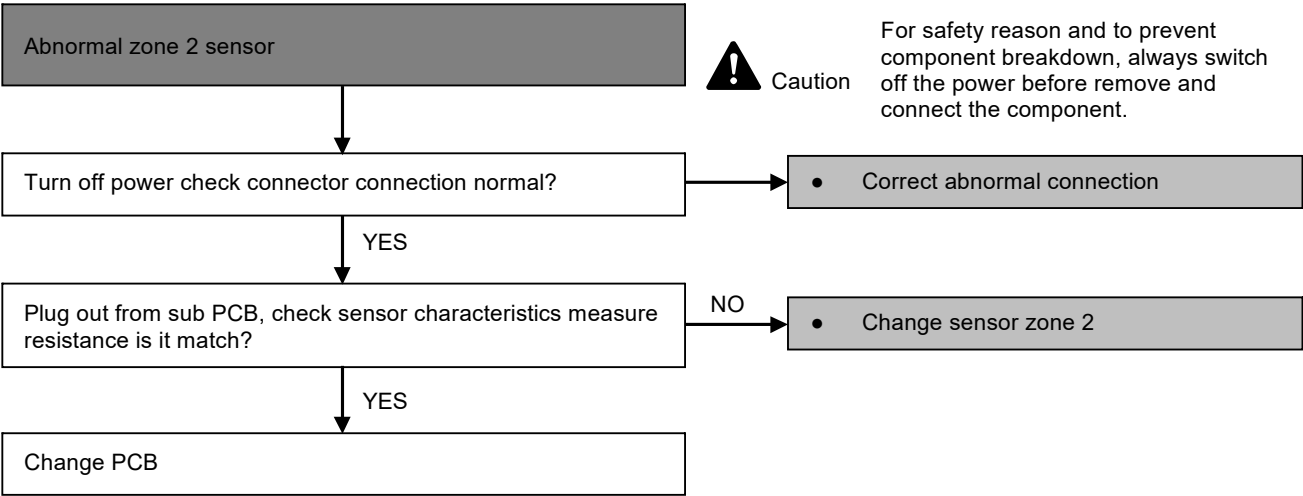 Abnormal zone 2 sensor
Caution
For safety reason and to prevent
component breakdown, always switch
off the power before remove and
connect the component.
Turn off power check connector connection normal?
● Correct abnormal connection
YES
Plug out from sub PCB, check sensor characteristics measure
resistance is it match?
NO
● Change sensor zone 2
YES
Change PCB